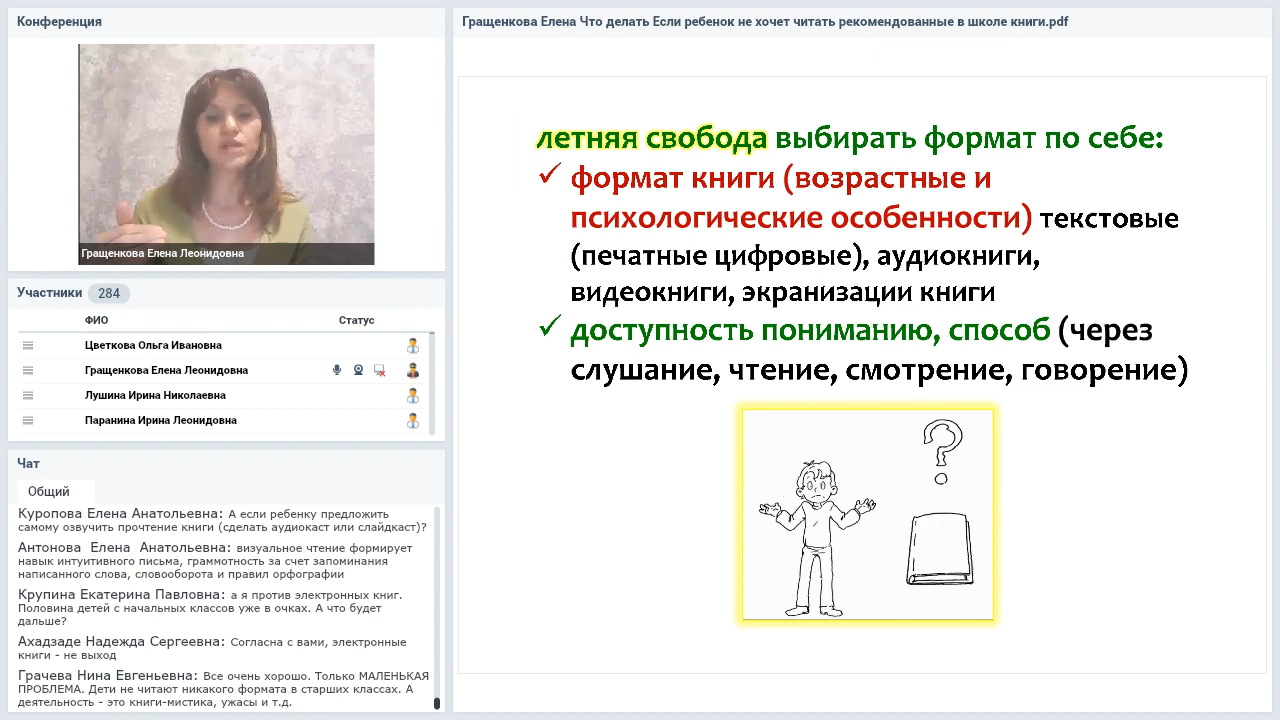 Конференция
Гращенкова Елена Леонидовна
Участники 284
ФИО Статус
Цветкова Ольга Ивановна
Гращенкова Елена Леонидовна
Лушина Ирина Николаевна
Паранина Ирина Леонидовна
Чат
Общий
Куропова Елена Анатольевна: А если ребенку предложить
самому озвучить прочтение книги (сделать аудиокаст или слайдкаст)?
Антонова Елена Анатольевна: визуальное чтение формирует
навык интуитивного письма, граммотность за счет запоминания
написанного слова, словооборота и правил орфографии
Крупина Екатерина Павловна: а я против электронных книг.
Половина детей с начальных классов уже в очках. А что будет
дальше?
Ахадзаде Надежда Сергеевна: Согласна с вами, электронные
книги - не выход
Грачева Нина Евгеньевна: Все очень хорошо. Только МАЛЕНЬКАЯ
ПРОБЛЕМА. Дети не читают никакого формата в старших классах. А
деятельность - это книги-мистика, ужасы и т.д.
Гращенкова Елена Что делать Если ребенок не хочет читать рекомендованные в школе книги.pdf
летняя свобода выбирать формат по себе:
✓ формат книги (возрастные и
психологические особенности) текстовые
(печатные цифровые), аудиокниги,
видеокниги, экранизации книги
✓ доступность пониманию, способ (через
слушание, чтение, смотрение, говорение)
?